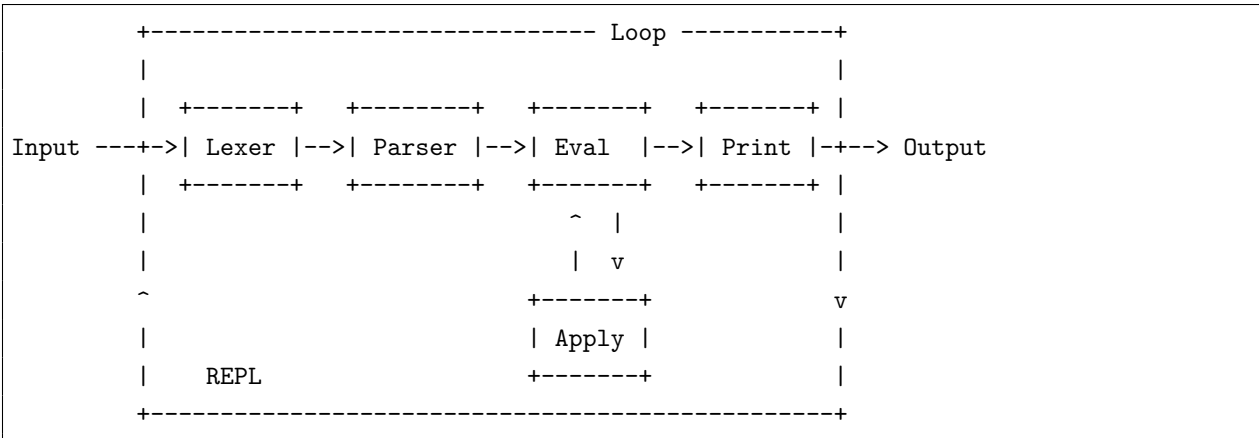 +-------------------------------- Loop -----------+
|                                                 |
|  +-------+   +--------+   +-------+   +-------+ |
Input ---+->| Lexer |-->| Parser |-->| Eval  |-->| Print |-+--> Output
|  +-------+   +--------+   +-------+   +-------+ |
|                              ^  |               |
|                              |  v               |
^                           +-------+             v
|                           | Apply |             |
|    REPL                   +-------+             |
+-------------------------------------------------+